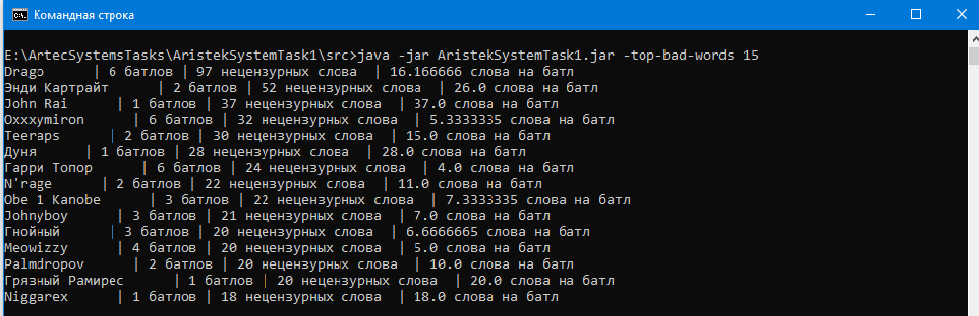 Командная строка
E:\ArtecSystemsTasks\AristekSystemTask1\src>java -jar AristekSystemTask1.jar -top-bad-words 15
Drago | 6 батлов | 97 нецензурных слова | 16.166666 слова на батл
Энди Картрайт | 2 батлов | 52 нецензурных слова | 26.0 слова на батл
John Rai | 1 батлов | 37 нецензурных слова | 37.0 слова на батл
Oxxxymiron | 6 батлов | 32 нецензурных слова | 5.3333335 слова на батл
Teeraps | 2 батлов | 30 нецензурных слова | 15.0 слова на батл
Дуня | 1 батлов | 28 нецензурных слова | 28.0 слова на батл
Гарри Топор | 6 батлов | 24 нецензурных слова | 4.0 слова на батл
N'rage | 2 батлов | 22 нецензурных слова | 11.0 слова на батл
Obe 1 Kanobe | 3 батлов | 22 нецензурных слова | 7.3333335 слова на батл
Johnyboy | 3 батлов | 21 нецензурных слова | 7.0 слова на батл
Гнойный | 3 батлов | 20 нецензурных слова | 6.6666665 слова на батл
Meowizzy | 4 батлов | 20 нецензурных слова | 5.0 слова на батл
Palmdropov | 2 батлов | 20 нецензурных слова | 10.0 слова на батл
Грязный Рамирес | 1 батлов | 20 нецензурных слова | 20.0 слова на батл
Niggarex | 1 батлов | 18 нецензурных слова | 18.0 слова на батл